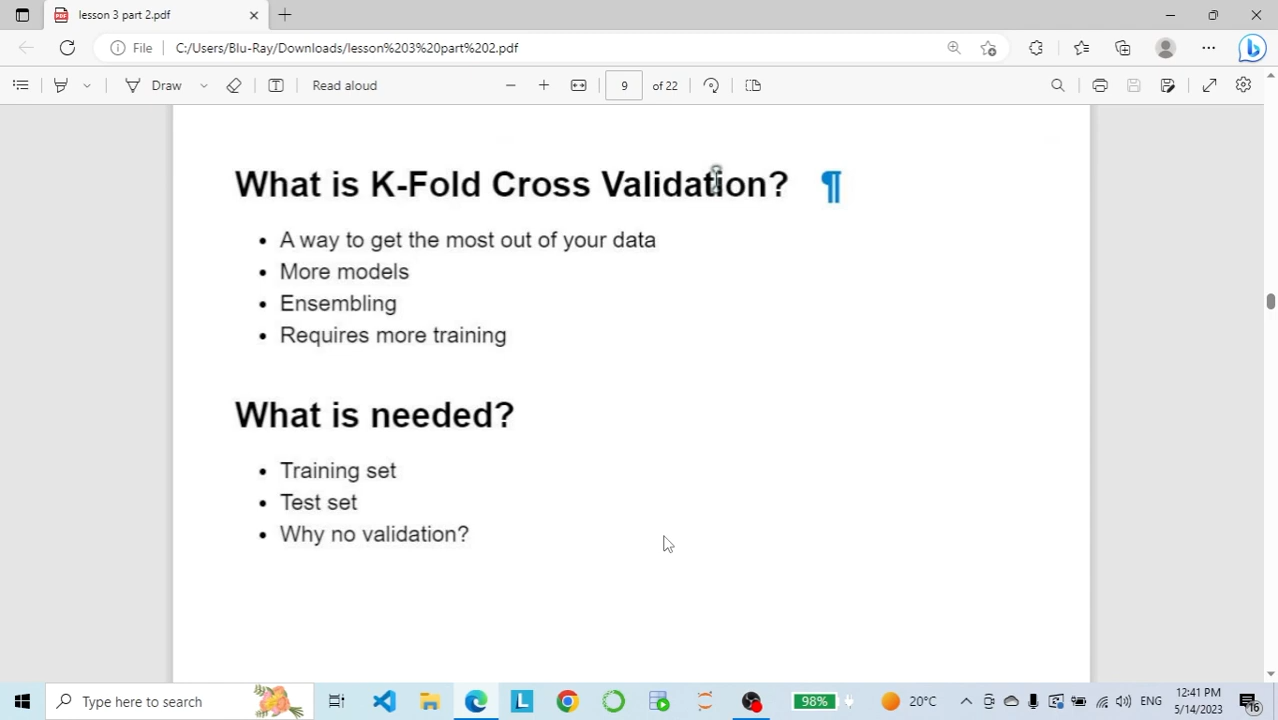 lesson 3 part 2.pdf
File C:/Users/Blu-Ray/Downloads/lesson%203%20part%202.pdf
Draw Read aloud 9 of 22
What is K-Fold Cross Validation? ¶
• A way to get the most out of your data
• More models
• Ensembling
• Requires more training
What is needed?
• Training set
• Test set
• Why no validation?
Type here to search
98%
20°C
ENG
12:41 PM
5/14/2023
16